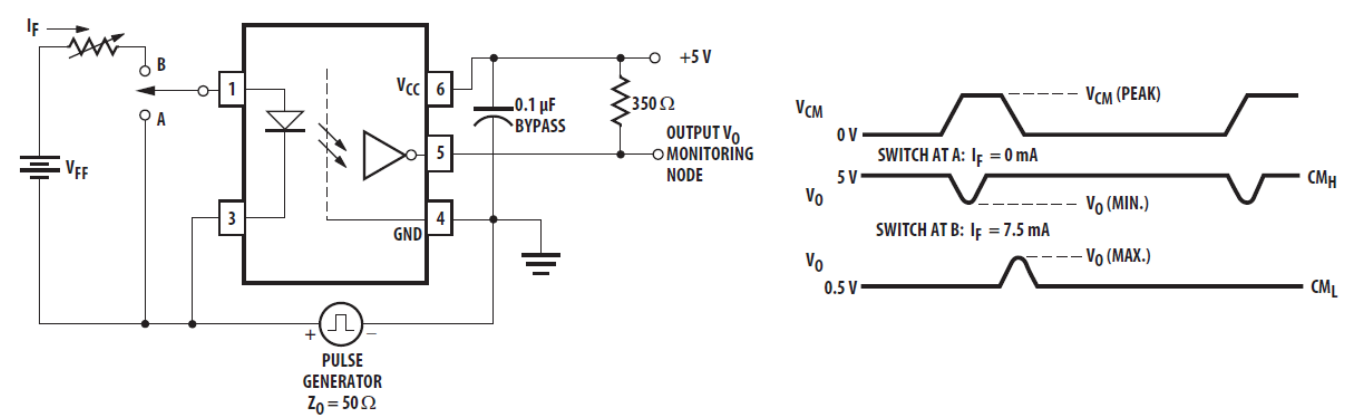 IF
B
A
VFF
1
3
VCC
6
5
4
GND
0.1 µF
BYPASS
+5 V
350 Ω
OUTPUT VO
MONITORING
NODE
+
–
PULSE
GENERATOR
ZO = 50 Ω
VCM
VCM (PEAK)
0 V
SWITCH AT A: IF = 0 mA
5 V
VO
CMH
VO (MIN.)
SWITCH AT B: IF = 7.5 mA
VO
VO (MAX.)
0.5 V
CML